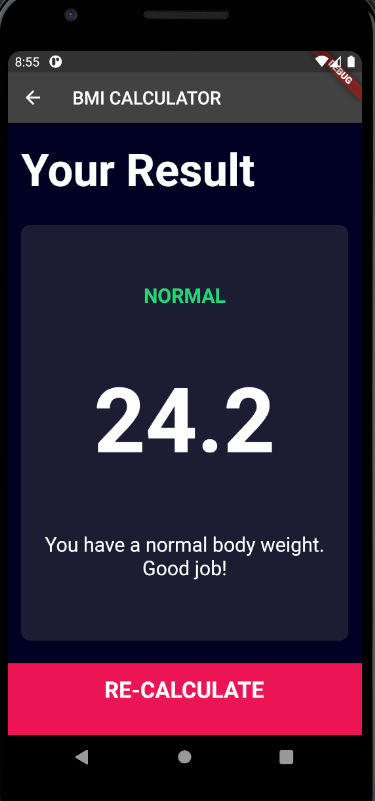 8:55
DEBUG
BMI CALCULATOR
Your Result
NORMAL
24.2
You have a normal body weight.
Good job!
RE-CALCULATE